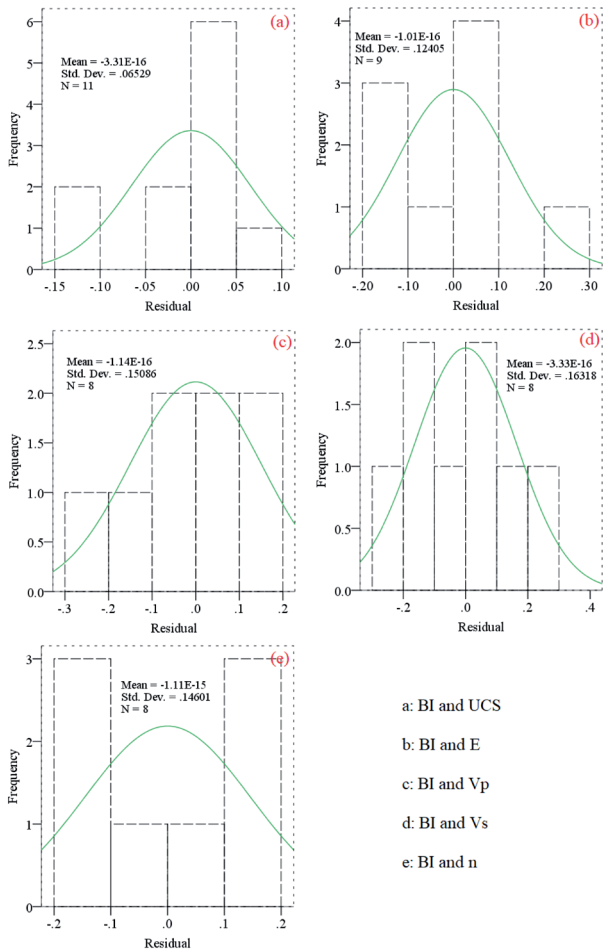 (a)
Mean = -3.31E-16
Std. Dev. = .06529
N = 11
Frequency
6
5
4
3
2
1
0
-.15 -.10 -.05 .00 .05 .10
Residual
(b)
Mean = -1.01E-16
Std. Dev. = .12405
N = 9
Frequency
4
3
2
1
0
-.20 -.10 .00 .10 .20 .30
Residual
(c)
Mean = -1.14E-16
Std. Dev. = .15086
N = 8
Frequency
2.5
2.0
1.5
1.0
0.5
0.0
-.3 -.2 -.1 .0 .1 .2
Residual
(d)
Mean = -3.33E-16
Std. Dev. = .16318
N = 8
Frequency
2.0
1.5
1.0
0.5
0.0
-.2 .0 .2 .4
Residual
(e)
Mean = -1.11E-15
Std. Dev. = .14601
N = 8
Frequency
3
2
1
0
-.2 -.1 .0 .1 .2
Residual
a: BI and UCS
b: BI and E
c: BI and Vp
d: BI and Vs
e: BI and n